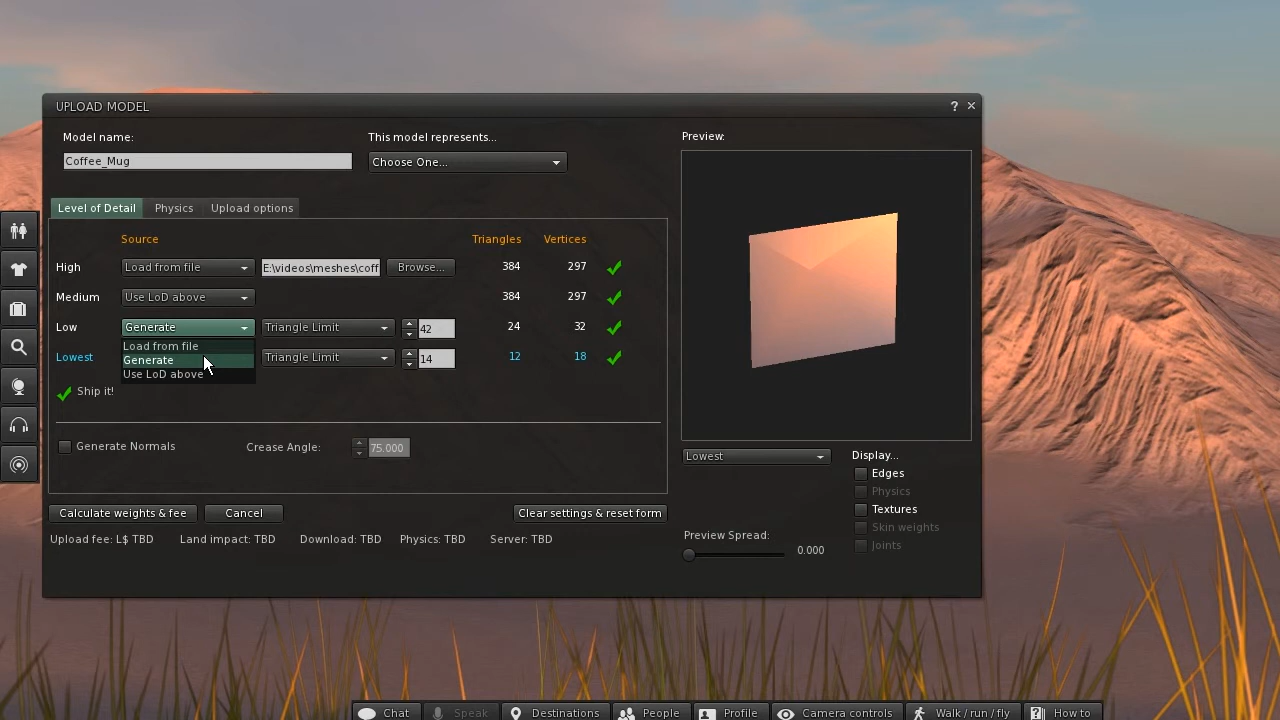 UPLOAD MODEL ? ×
Model name: This model represents... Preview:
Coffee_Mug Choose One...
Level of Detail Physics Upload options
Source Triangles Vertices
High Load from file E:\videos\meshes\coff Browse... 384 297
Medium Use LoD above 384 297
Low Generate Triangle Limit 42 24 32
Load from file
Generate
Use LoD above
Lowest Triangle Limit 14 12 18
Ship it!
Generate Normals Crease Angle: 75.000
Lowest Display...
Edges
Physics
Textures
Skin weights
Joints
Calculate weights & fee Cancel Clear settings & reset form
Upload fee: L$ TBD Land impact: TBD Download: TBD Physics: TBD Server: TBD
Preview Spread: 0.000
Chat Speak Destinations People Profile Camera controls Walk / run / fly How to